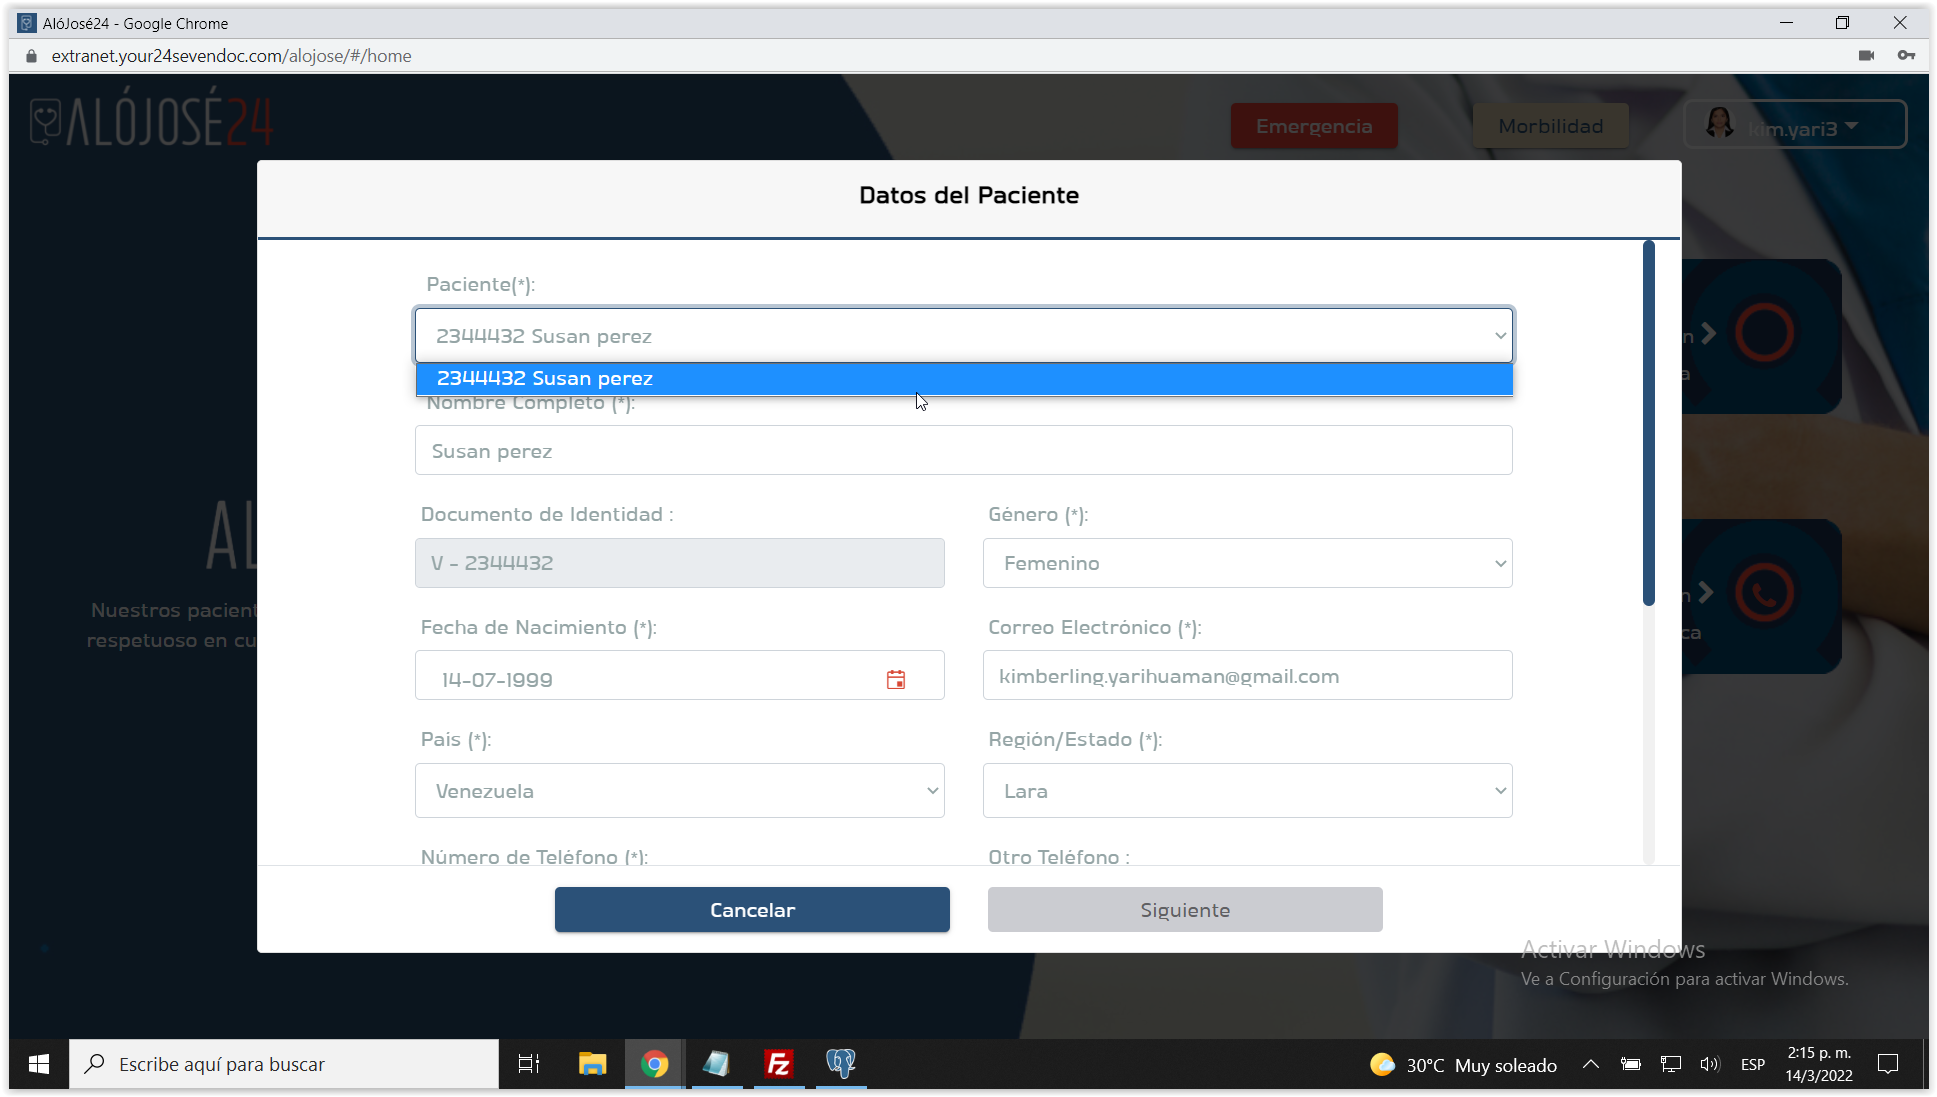 AlóJosé24 - Google Chrome
extranet.your24sevendoc.com/alojose/#/home
ALÓJOSÉ24
Emergencia
Morbilidad
kim.yari3
Datos del Paciente
Paciente(*):
2344432 Susan perez
2344432 Susan perez
Nombre Completo (*):
Susan perez
Documento de Identidad :
Género (*):
V - 2344432
Femenino
Fecha de Nacimiento (*):
Correo Electrónico (*):
14-07-1999
kimberling.yarihuaman@gmail.com
Pais (*):
Región/Estado (*):
Venezuela
Lara
Número de Teléfono (*):
Otro Teléfono :
Cancelar
Siguiente
AL
Nuestros pacient
respetuoso en cu
n
a
n
ca
Activar Windows
Ve a Configuración para activar Windows.
Escribe aquí para buscar
30°C Muy soleado
ESP
2:15 p. m.
14/3/2022